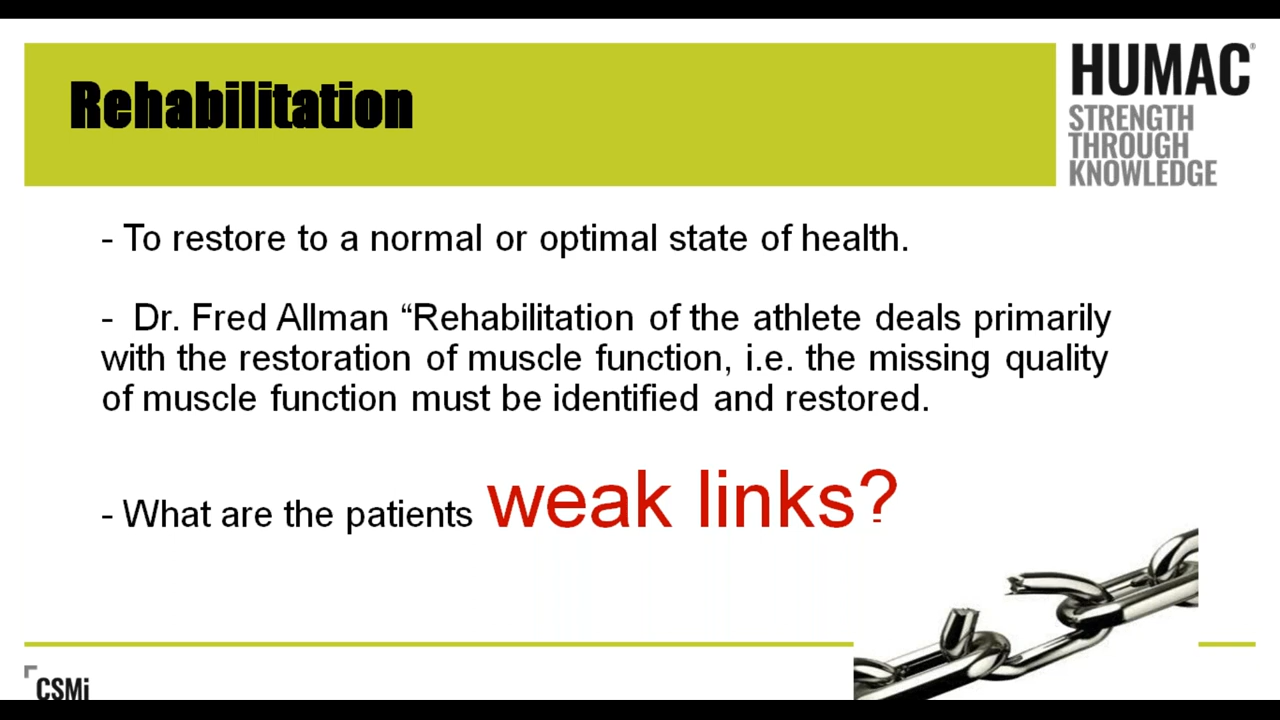 Rehabilitation
HUMAC®
STRENGTH
THROUGH
KNOWLEDGE
- To restore to a normal or optimal state of health.
- Dr. Fred Allman “Rehabilitation of the athlete deals primarily
with the restoration of muscle function, i.e. the missing quality
of muscle function must be identified and restored.
- What are the patients weak links?
CSMi